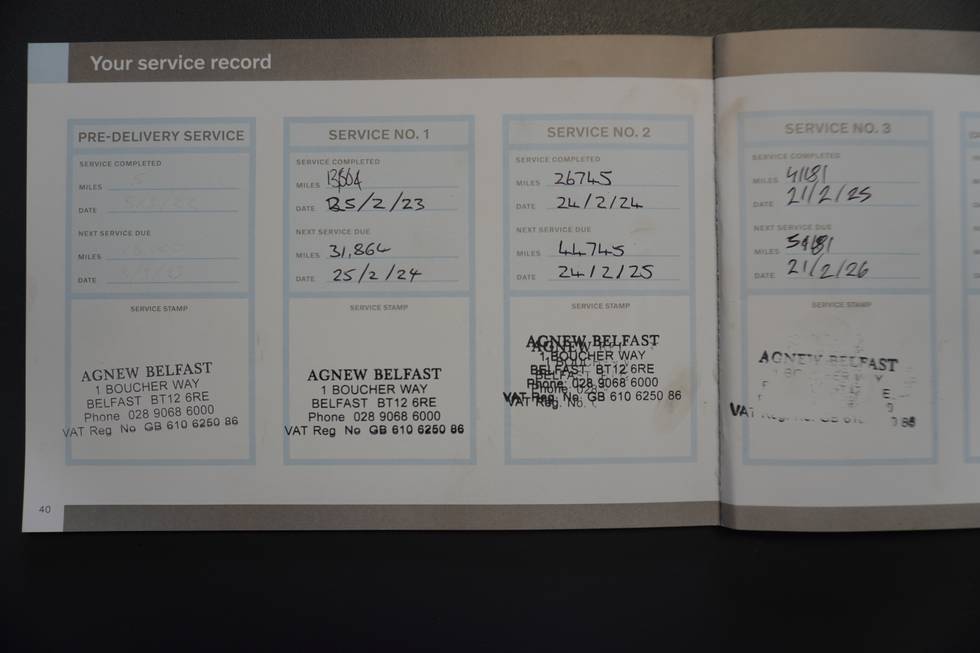 Your service record
PRE-DELIVERY SERVICE
SERVICE COMPLETED
MILES
DATE
NEXT SERVICE DUE
MILES
DATE
SERVICE STAMP
AGNEW BELFAST
1 BOUCHER WAY
BELFAST BT12 6RE
Phone 028 9068 6000
VAT Reg No GB 610 6250 86
SERVICE NO. 1
SERVICE COMPLETED
MILES
DATE 25/2/23
NEXT SERVICE DUE
MILES 31,864
DATE 25/2/24
SERVICE STAMP
AGNEW BELFAST
1 BOUCHER WAY
BELFAST BT12 6RE
Phone 028 9068 6000
VAT Reg No GB 610 6250 86
SERVICE NO. 2
SERVICE COMPLETED
MILES 26745
DATE 24/2/24
NEXT SERVICE DUE
MILES 44745
DATE 24/2/25
SERVICE STAMP
AGNEW BELFAST
1 BOUCHER WAY
BELFAST BT12 6RE
Phone: 028 9068 6000
VAT Reg. No. GB 610 6250 86
SERVICE NO. 3
SERVICE COMPLETED
MILES 41181
DATE 21/2/25
NEXT SERVICE DUE
MILES
DATE 21/2/26
SERVICE STAMP
AGNEW BELFAST
VAT
40